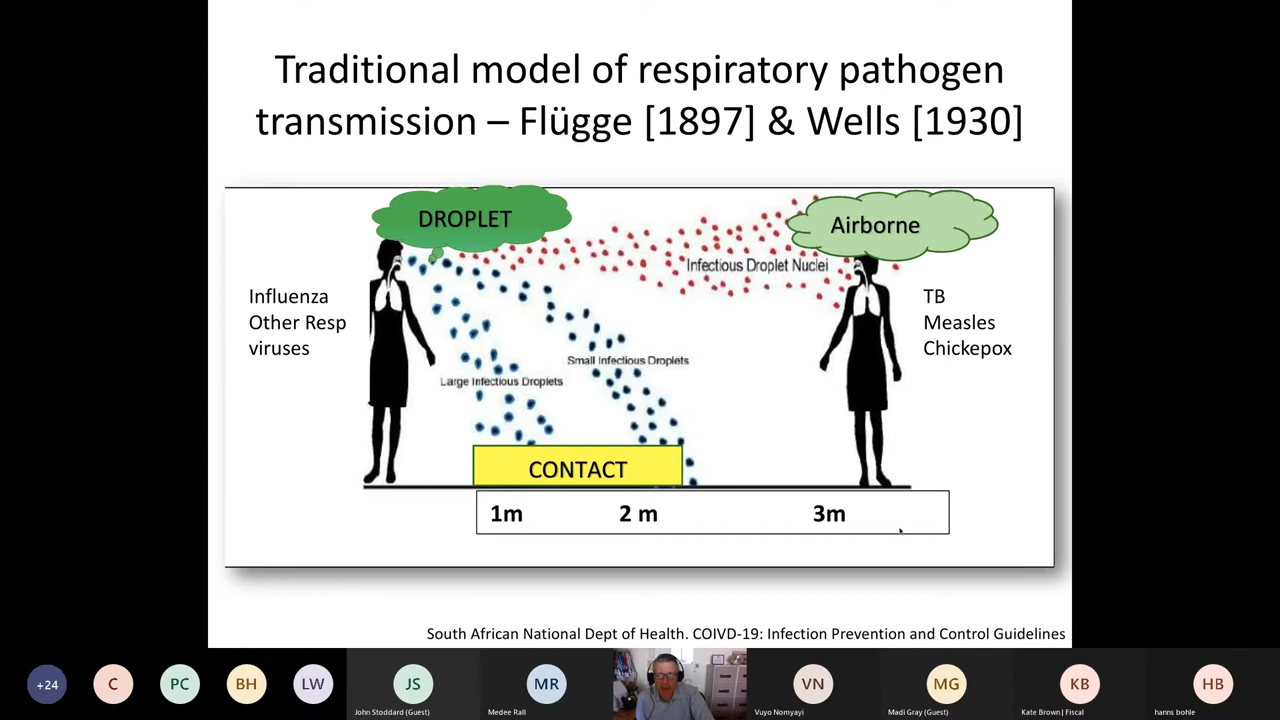 Traditional model of respiratory pathogen
transmission – Flügge [1897] & Wells [1930]
DROPLET
Airborne
Infectious Droplet Nuclei
Influenza
Other Resp
viruses
TB
Measles
Chickepox
Small Infectious Droplets
Large Infectious Droplets
CONTACT
1m 2 m 3m
South African National Dept of Health. COIVD-19: Infection Prevention and Control Guidelines
+24 C PC BH LW JS MR VN MG KB HB
John Stoddard (Guest) Medee Rall Vuyo Nomyayi Madi Gray (Guest) Kate Brown | Fiscal hanns bohle